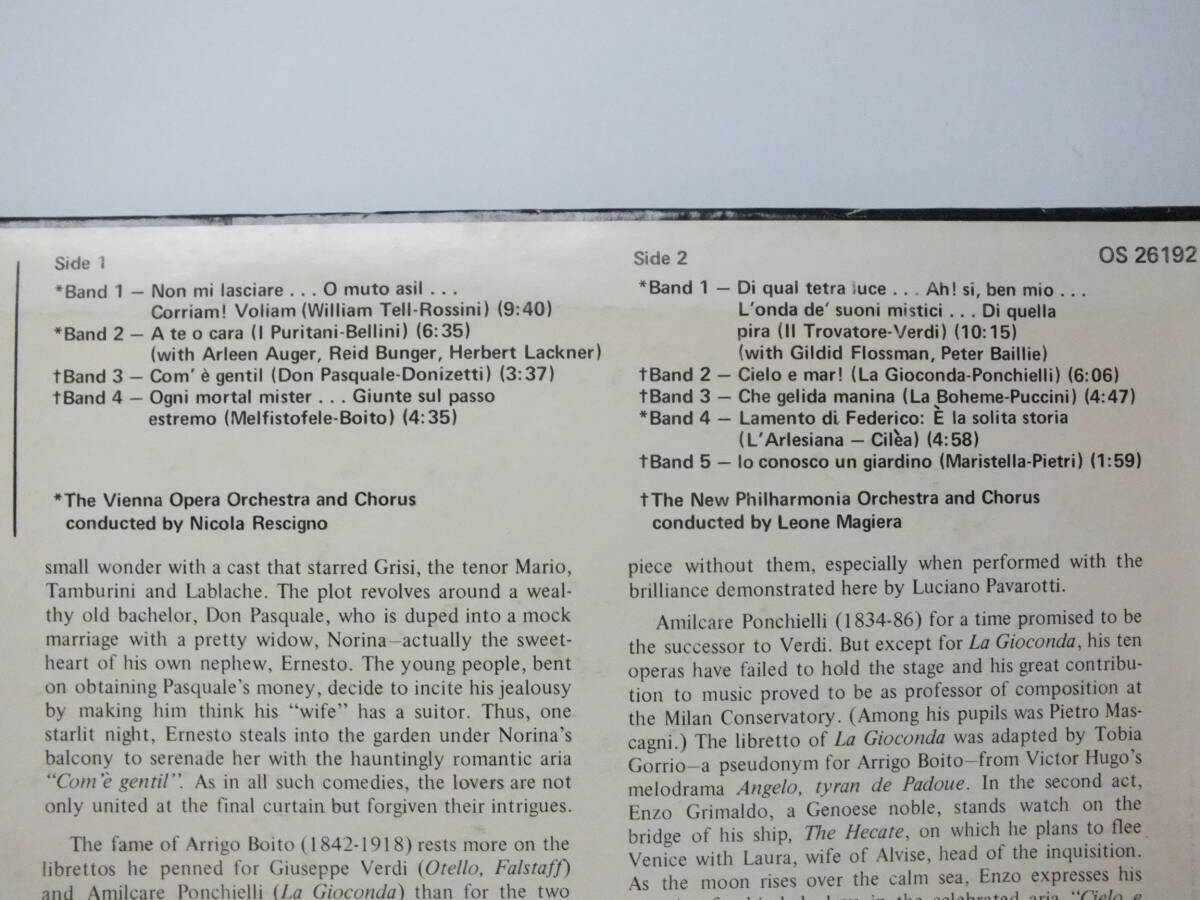 Side 1
*Band 1 — Non mi lasciare . . . O muto asil . . .
Corriam! Voliam (William Tell-Rossini) (9:40)
*Band 2 — A te o cara (I Puritani-Bellini) (6:35)
(with Arleen Auger, Reid Bunger, Herbert Lackner)
†Band 3 — Com' è gentil (Don Pasquale-Donizetti) (3:37)
†Band 4 — Ogni mortal mister . . . Giunte sul passo
estremo (Melfistofele-Boito) (4:35)
*The Vienna Opera Orchestra and Chorus
conducted by Nicola Rescigno
Side 2
OS 26192
*Band 1 — Di qual tetra luce . . . Ah! si, ben mio . . .
L'onda de' suoni mistici . . . Di quella
pira (Il Trovatore-Verdi) (10:15)
(with Gildid Flossman, Peter Baillie)
†Band 2 — Cielo e mar! (La Gioconda-Ponchielli) (6:06)
†Band 3 — Che gelida manina (La Boheme-Puccini) (4:47)
*Band 4 — Lamento di Federico: È la solita storia
(L'Arlesiana — Cilèa) (4:58)
†Band 5 — Io conosco un giardino (Maristella-Pietri) (1:59)
†The New Philharmonia Orchestra and Chorus
conducted by Leone Magiera
small wonder with a cast that starred Grisi, the tenor Mario,
Tamburini and Lablache. The plot revolves around a weal-
thy old bachelor, Don Pasquale, who is duped into a mock
marriage with a pretty widow, Norina—actually the sweet-
heart of his own nephew, Ernesto. The young people, bent
on obtaining Pasquale's money, decide to incite his jealousy
by making him think his "wife" has a suitor. Thus, one
starlit night, Ernesto steals into the garden under Norina's
balcony to serenade her with the hauntingly romantic aria
"Com'è gentil". As in all such comedies, the lovers are not
only united at the final curtain but forgiven their intrigues.
The fame of Arrigo Boito (1842-1918) rests more on the
librettos he penned for Giuseppe Verdi (Otello, Falstaff)
and Amilcare Ponchielli (La Gioconda) than for the two
piece without them, especially when performed with the
brilliance demonstrated here by Luciano Pavarotti.
Amilcare Ponchielli (1834-86) for a time promised to be
the successor to Verdi. But except for La Gioconda, his ten
operas have failed to hold the stage and his great contribu-
tion to music proved to be as professor of composition at
the Milan Conservatory. (Among his pupils was Pietro Mas-
cagni.) The libretto of La Gioconda was adapted by Tobia
Gorrio—a pseudonym for Arrigo Boito—from Victor Hugo's
melodrama Angelo, tyran de Padoue. In the second act,
Enzo Grimaldo, a Genoese noble, stands watch on the
bridge of his ship, The Hecate, on which he plans to flee
Venice with Laura, wife of Alvise, head of the inquisition.
As the moon rises over the calm sea, Enzo expresses his
in the celebrated aria "Cielo e